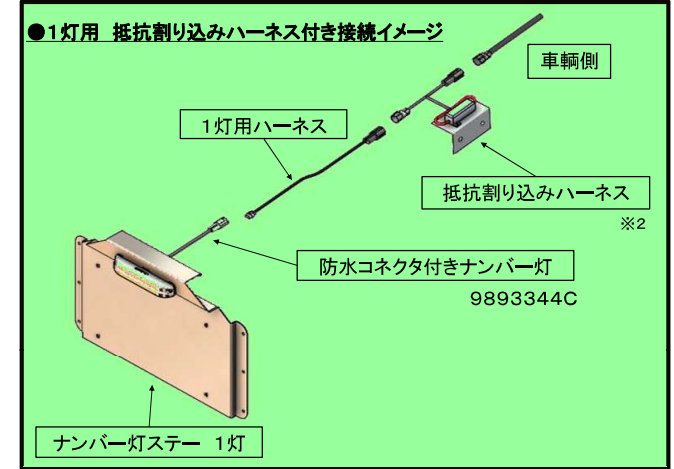 ●1灯用 抵抗割り込みハーネス付き接続イメージ
車輌側
1灯用ハーネス
抵抗割り込みハーネス
※2
防水コネクタ付きナンバー灯
9893344C
ナンバー灯ステー 1灯